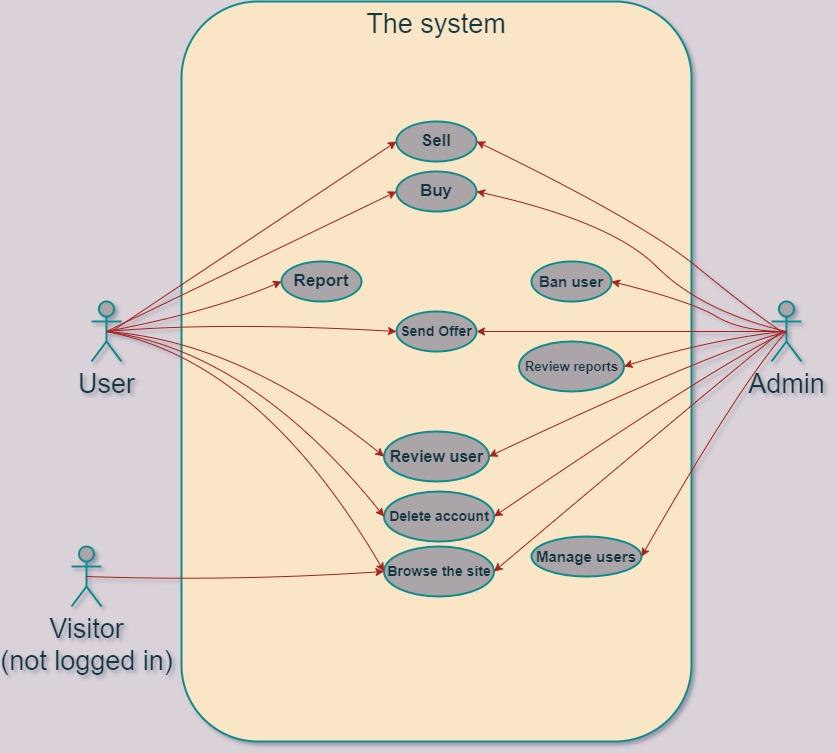 The system
Sell
Buy
Report
Ban user
Send Offer
Review reports
User
Admin
Review user
Delete account
Manage users
Browse the site
Visitor
(not logged in)